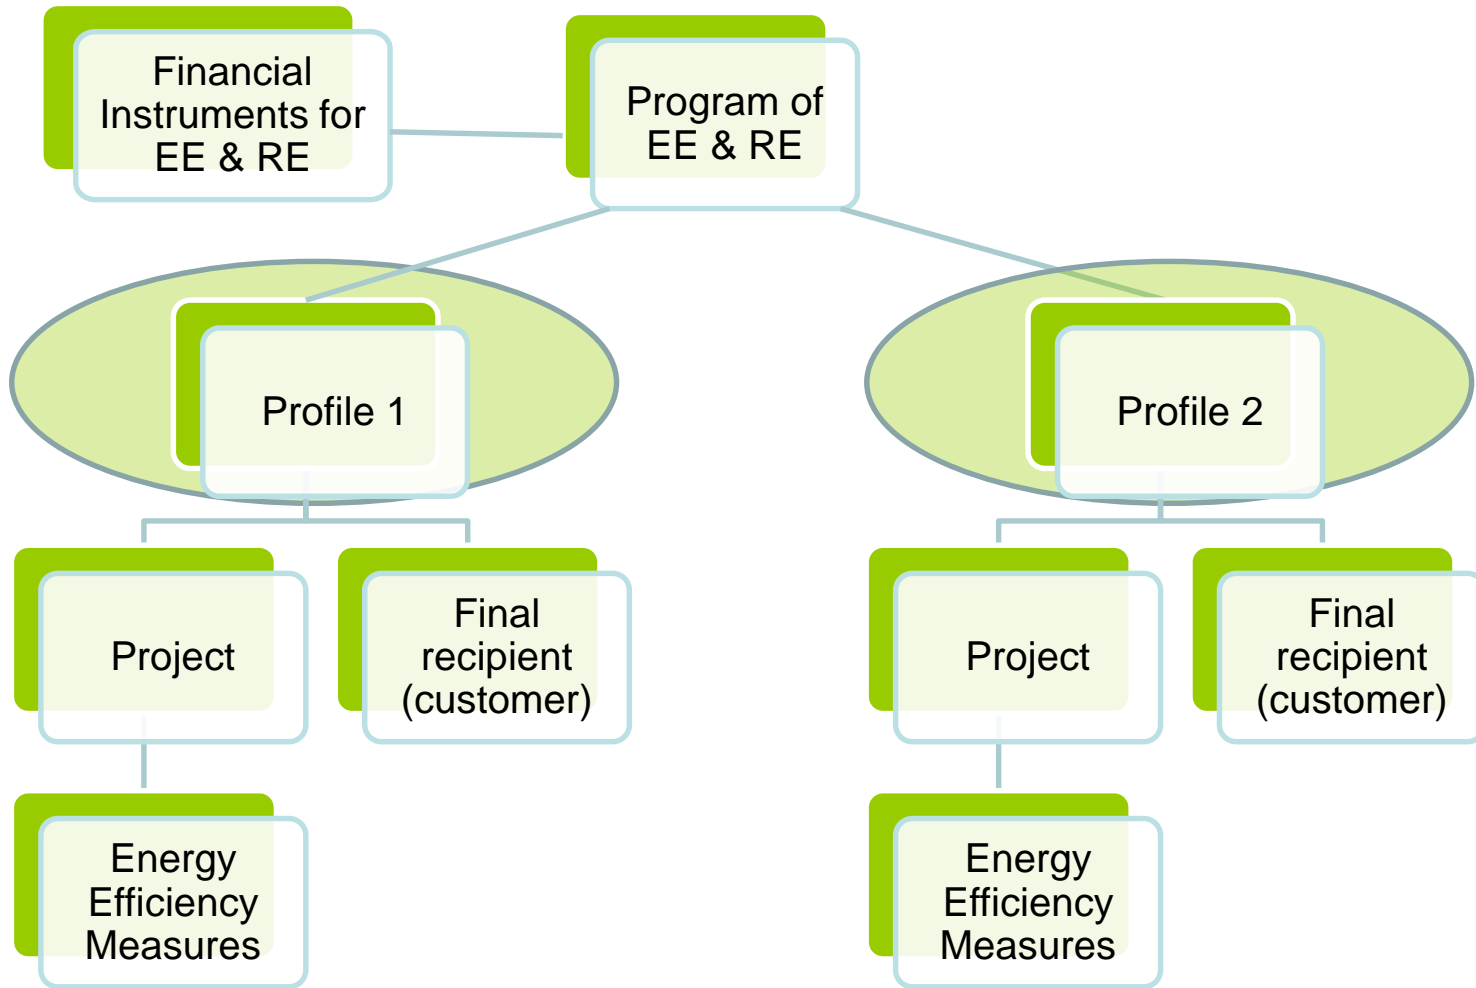 Financial
Instruments for
EE & RE
Program of
EE & RE
Profile 1
Profile 2
Project
Final
recipient
(customer)
Project
Final
recipient
(customer)
Energy
Efficiency
Measures
Energy
Efficiency
Measures